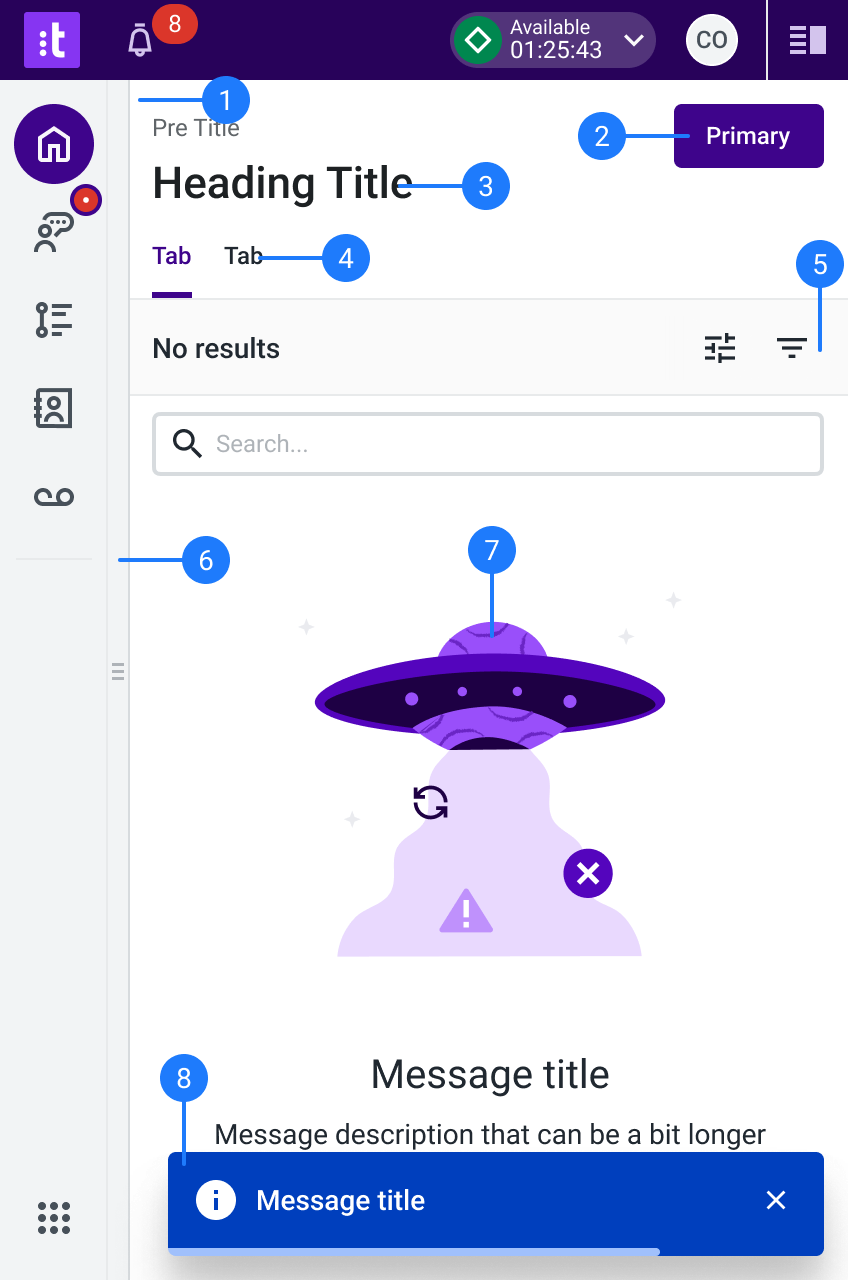 :t
8
Available
01:25:43
CO
1
Pre Title
2
Primary
Heading Title
3
Tab
Tab
4
5
No results
Search...
6
7
Message title
8
Message description that can be a bit longer
Message title